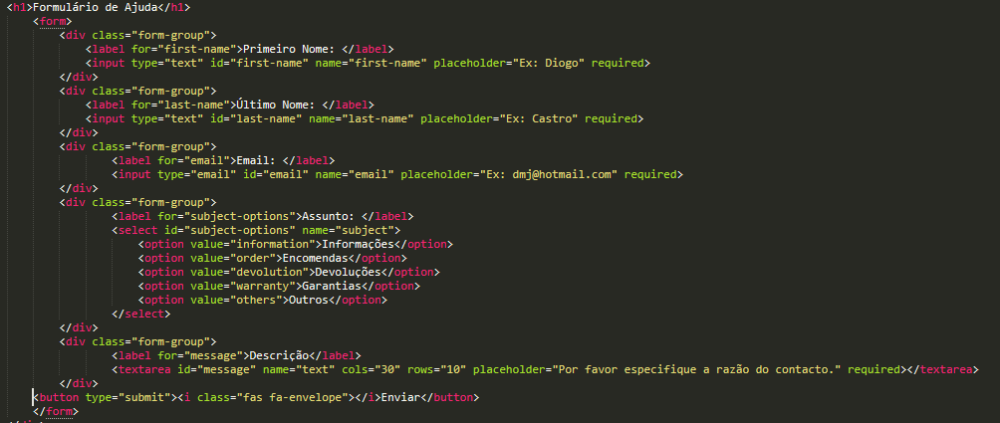 <h1>Formulário de Ajuda</h1>
<form>
<div class="form-group">
<label for="first-name">Primeiro Nome: </label>
<input type="text" id="first-name" name="first-name" placeholder="Ex: Diogo" required>
</div>
<div class="form-group">
<label for="last-name">Último Nome: </label>
<input type="text" id="last-name" name="last-name" placeholder="Ex: Castro" required>
</div>
<div class="form-group">
<label for="email">Email: </label>
<input type="email" id="email" name="email" placeholder="Ex: dmj@hotmail.com" required>
</div>
<div class="form-group">
<label for="subject-options">Assunto: </label>
<select id="subject-options" name="subject">
<option value="information">Informações</option>
<option value="order">Encomendas</option>
<option value="devolution">Devoluções</option>
<option value="warranty">Garantias</option>
<option value="others">Outros</option>
</select>
</div>
<div class="form-group">
<label for="message">Descrição</label>
<textarea id="message" name="text" cols="30" rows="10" placeholder="Por favor especifique a razão do contacto." required></textarea>
</div>
<button type="submit"><i class="fas fa-envelope"></i>Enviar</button>
</form>